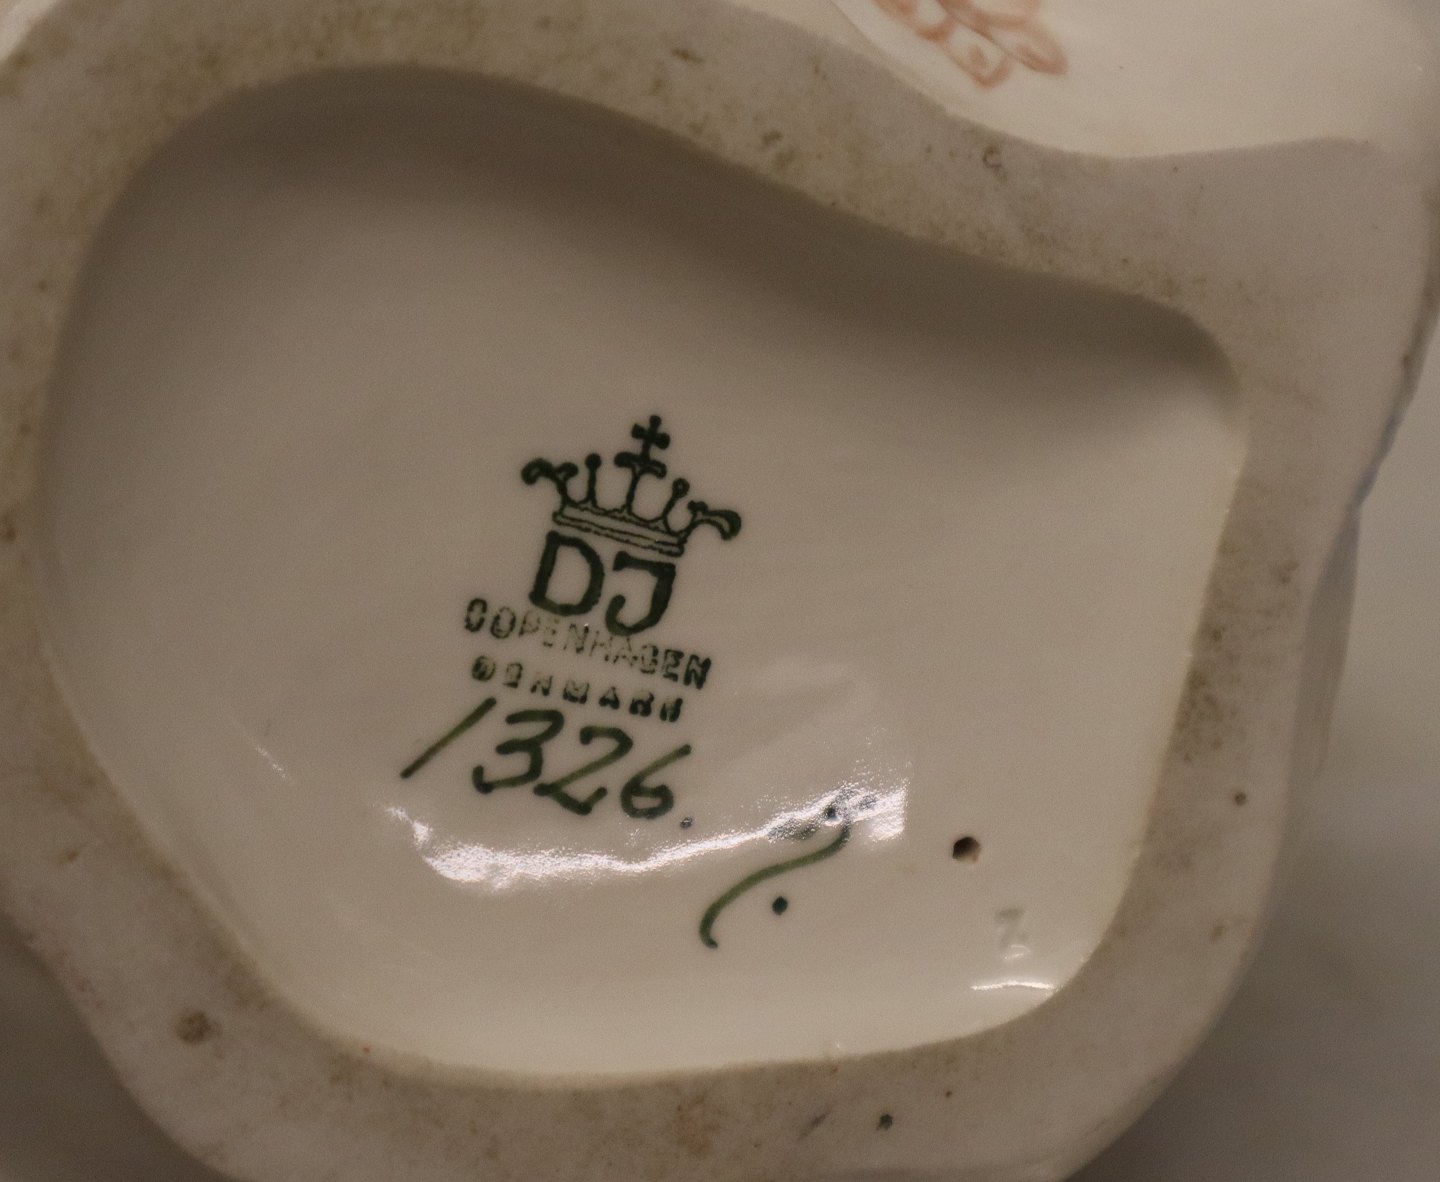 DJ
COPENHAGEN
DENMARK
1326.